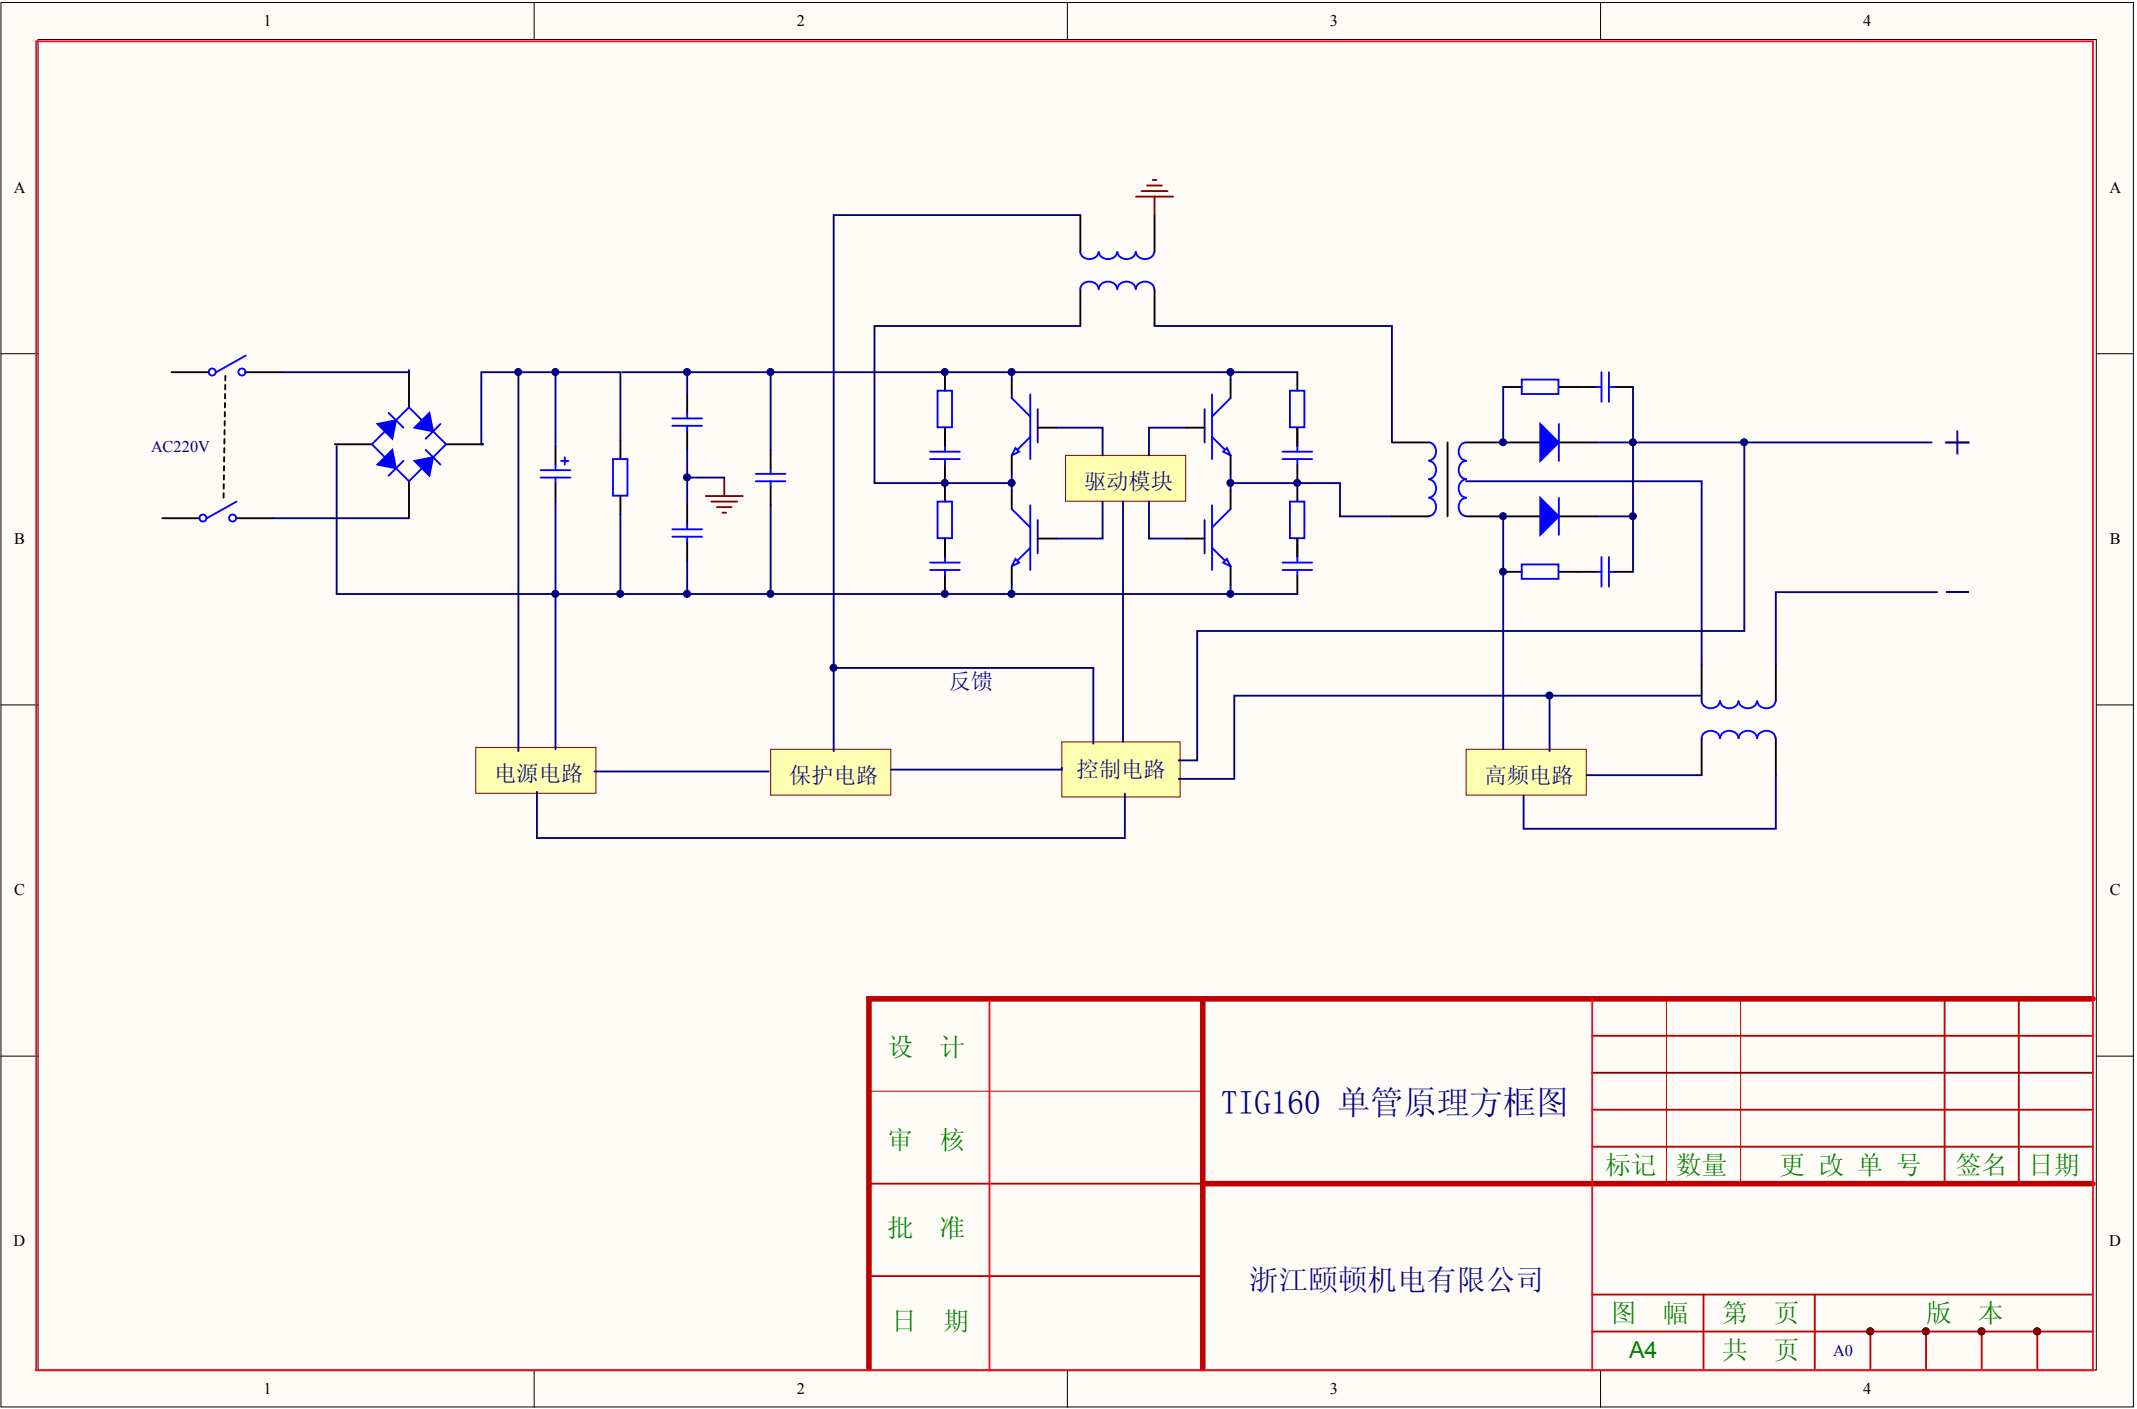 1 2 3 4
A A
AC220V
B B
驱动模块
+
+
—
反馈
电源电路 保护电路 控制电路 高频电路
C C
设 计
TIG160 单管原理方框图
审 核
标记 数量 更 改 单 号 签名 日期
批 准
D D
浙江颐顿机电有限公司
日 期
图 幅 第 页 版 本
A4 共 页 A0
1 2 3 4